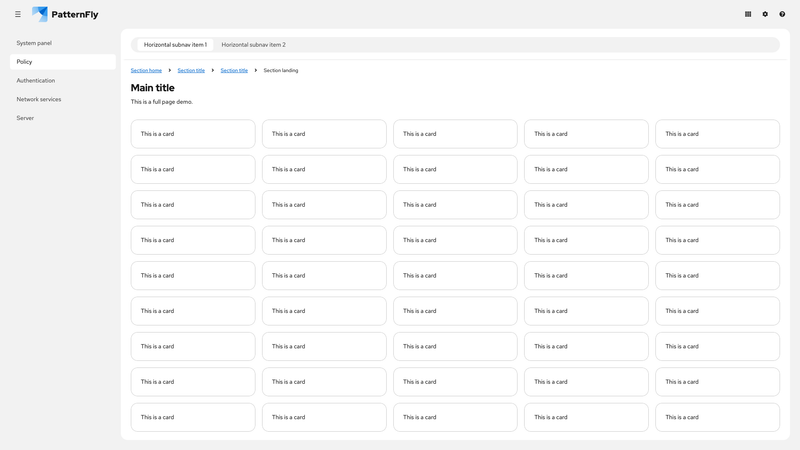 PatternFly
System panel
Policy
Authentication
Network services
Server
Horizontal subnav item 1 Horizontal subnav item 2
Section home Section title Section title Section landing
Main title
This is a full page demo.
This is a card This is a card This is a card This is a card This is a card
This is a card This is a card This is a card This is a card This is a card
This is a card This is a card This is a card This is a card This is a card
This is a card This is a card This is a card This is a card This is a card
This is a card This is a card This is a card This is a card This is a card
This is a card This is a card This is a card This is a card This is a card
This is a card This is a card This is a card This is a card This is a card
This is a card This is a card This is a card This is a card This is a card
This is a card This is a card This is a card This is a card This is a card